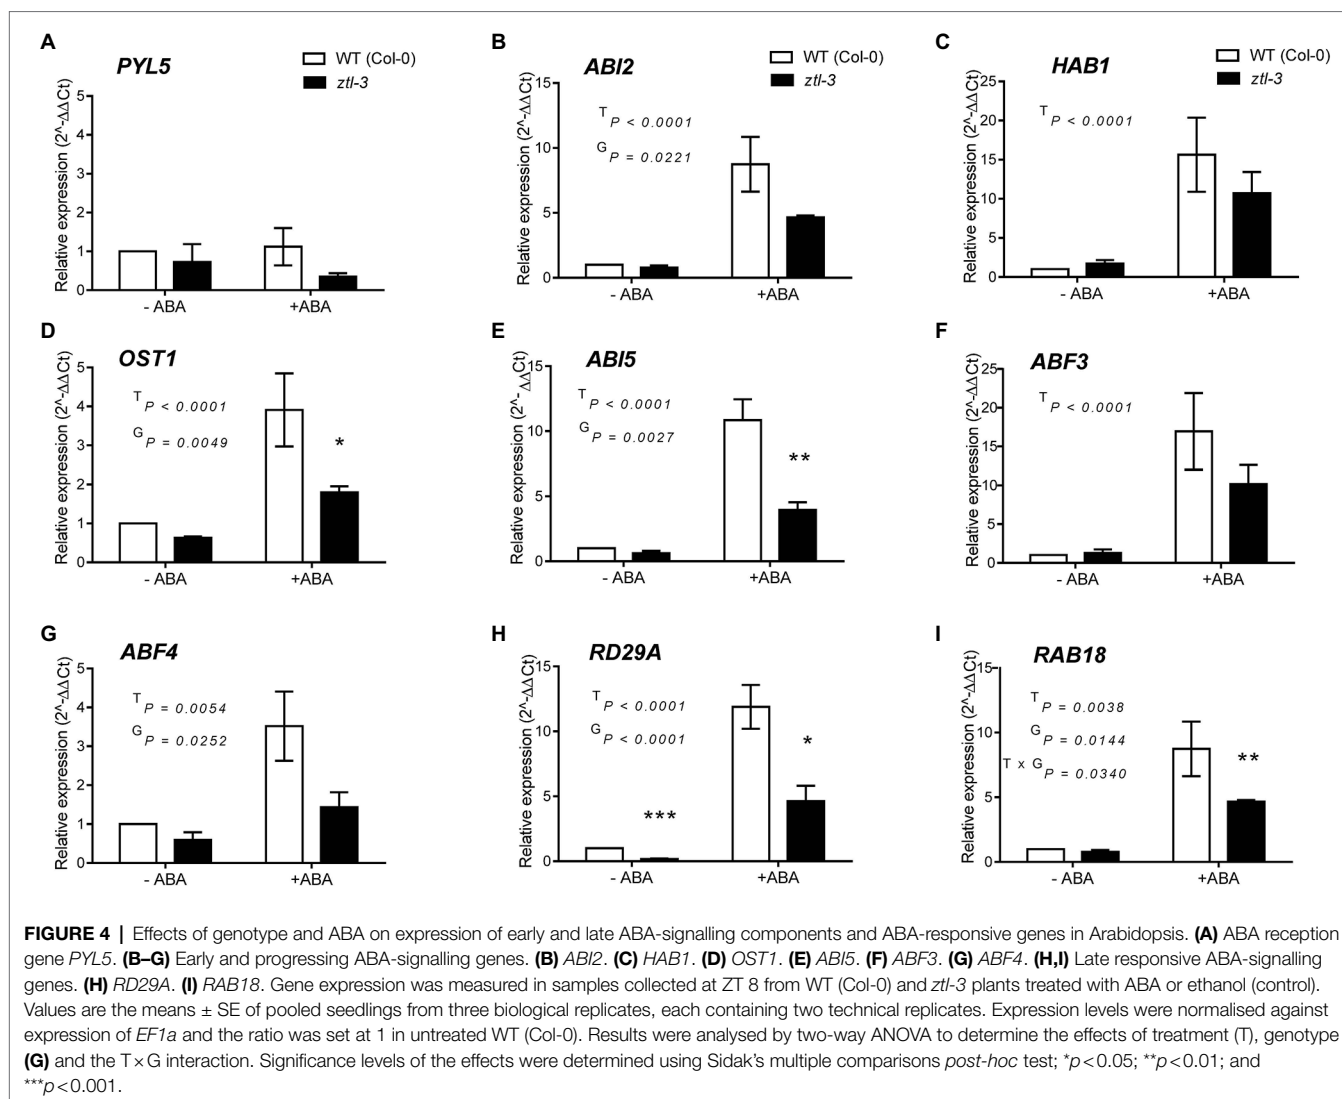 A
PYL5
WT (Col-0)
ztl-3
Relative expression (2^-ΔΔCt)
5
4
3
2
1
0
- ABA
+ABA
B
ABI2
WT (Col-0)
ztl-3
Relative expression (2^-ΔΔCt)
15
10
5
0
T P < 0.0001
G P = 0.0221
- ABA
+ABA
C
HAB1
WT (Col-0)
ztl-3
Relative expression (2^-ΔΔCt)
25
20
15
10
5
0
T P < 0.0001
- ABA
+ABA
D
OST1
Relative expression (2^-ΔΔCt)
5
4
3
2
1
0
T P < 0.0001
G P = 0.0049
*
- ABA
+ABA
E
ABI5
Relative expression (2^-ΔΔCt)
15
10
5
0
T P < 0.0001
G P = 0.0027
**
- ABA
+ABA
F
ABF3
Relative expression (2^-ΔΔCt)
25
20
15
10
5
0
T P < 0.0001
- ABA
+ABA
G
ABF4
Relative expression (2^-ΔΔCt)
5
4
3
2
1
0
T P = 0.0054
G P = 0.0252
- ABA
+ABA
H
RD29A
Relative expression (2^-ΔΔCt)
15
10
5
0
T P < 0.0001
G P < 0.0001
***
*
- ABA
+ABA
I
RAB18
Relative expression (2^-ΔΔCt)
15
10
5
0
T P = 0.0038
G P = 0.0144
T x G P = 0.0340
**
- ABA
+ABA
FIGURE 4 | Effects of genotype and ABA on expression of early and late ABA-signalling components and ABA-responsive genes in Arabidopsis. (A) ABA reception
gene PYL5. (B–G) Early and progressing ABA-signalling genes. (B) ABI2. (C) HAB1. (D) OST1. (E) ABI5. (F) ABF3. (G) ABF4. (H,I) Late responsive ABA-signalling
genes. (H) RD29A. (I) RAB18. Gene expression was measured in samples collected at ZT 8 from WT (Col-0) and ztl-3 plants treated with ABA or ethanol (control).
Values are the means ± SE of pooled seedlings from three biological replicates, each containing two technical replicates. Expression levels were normalised against
expression of EF1a and the ratio was set at 1 in untreated WT (Col-0). Results were analysed by two-way ANOVA to determine the effects of treatment (T), genotype
(G) and the T × G interaction. Significance levels of the effects were determined using Sidak's multiple comparisons post-hoc test; *p < 0.05; **p < 0.01; and
***p < 0.001.